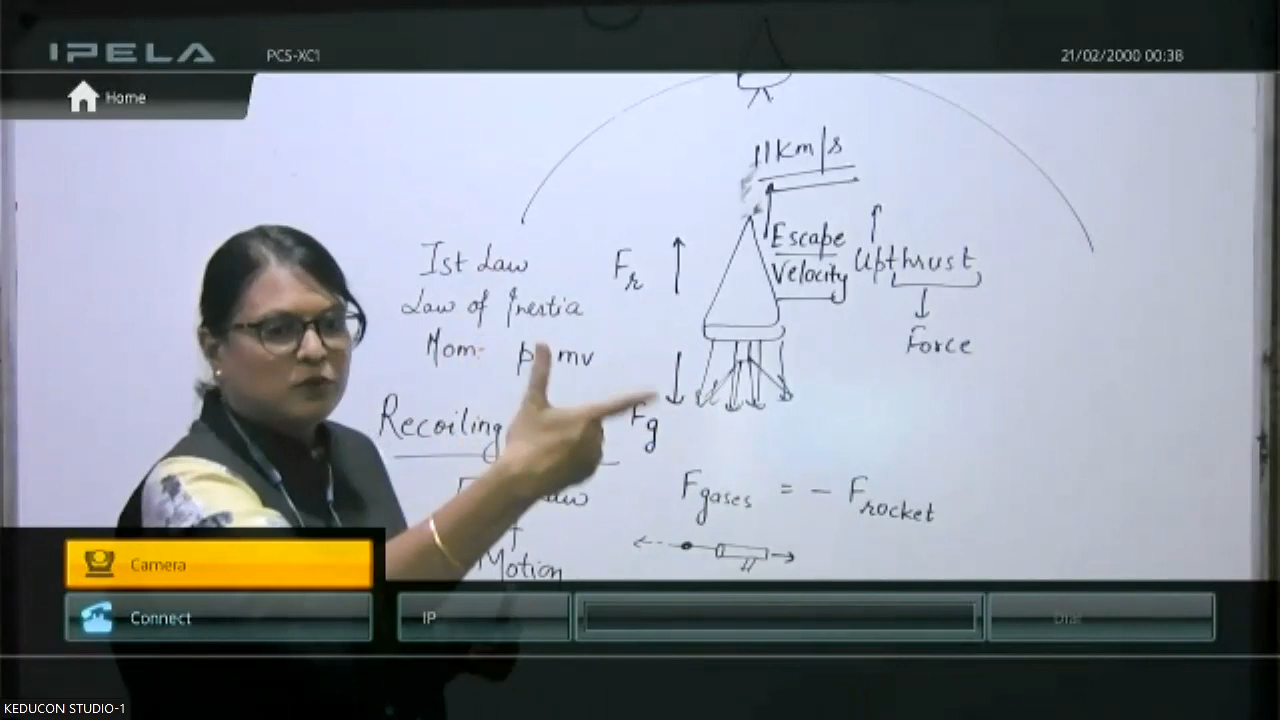 IPELA
PCS-XC1
21/02/2000 00:38
Home
11km/s
Escape
Velocity
Upthrust
Force
Fr
Ist Law
Law of Inertia
Mom: p mv
Recoiling
Fg
Fgases = - Frocket
Motion
Camera
Connect
IP
Dial
KEDUCON STUDIO-1